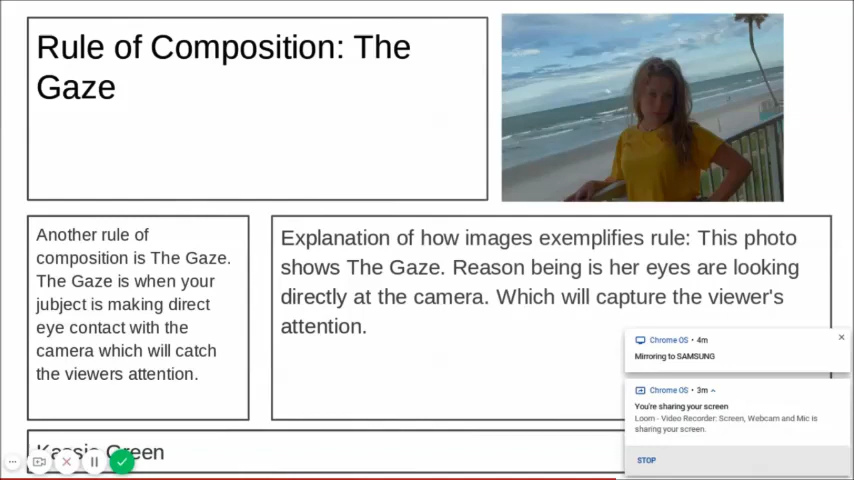 Rule of Composition: The
Gaze
Another rule of
composition is The Gaze.
The Gaze is when your
jubject is making direct
eye contact with the
camera which will catch
the viewers attention.
Explanation of how images exemplifies rule: This photo
shows The Gaze. Reason being is her eyes are looking
directly at the camera. Which will capture the viewer's
attention.
Chrome OS • 4m
Mirroring to SAMSUNG
Chrome OS • 3m
You're sharing your screen
Loom - Video Recorder: Screen, Webcam and Mic is
sharing your screen.
STOP
Kassie Green